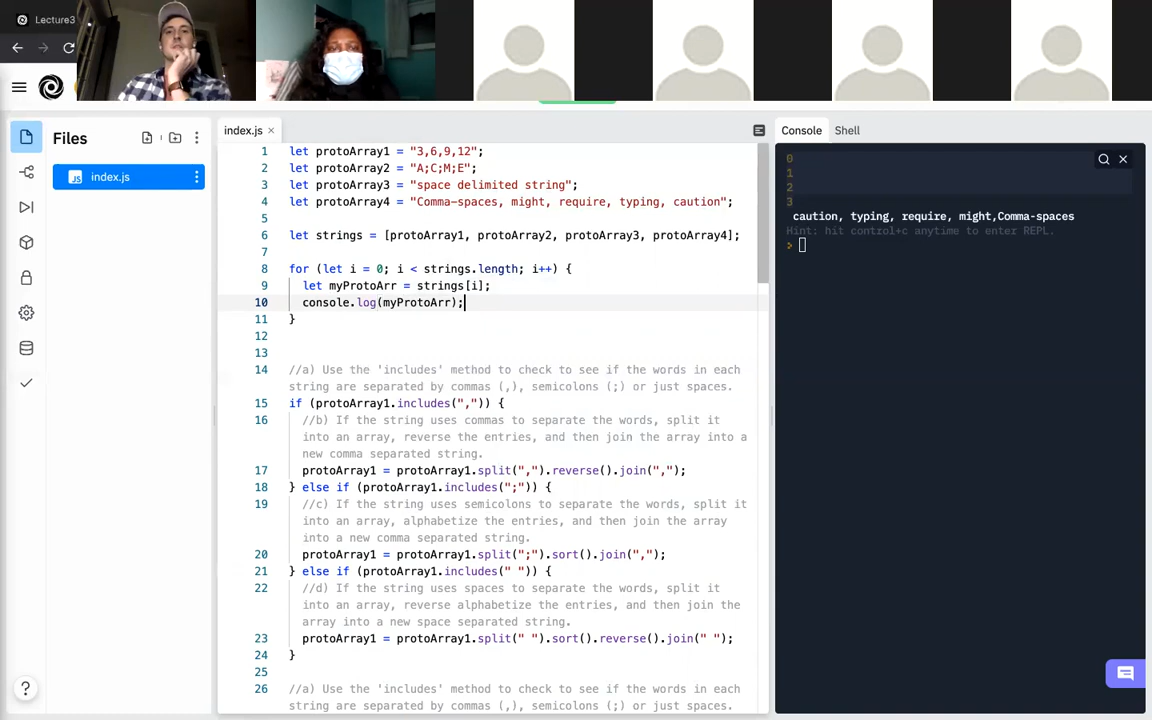 Lecture3
Files
index.js
index.js ×
1 let protoArray1 = "3,6,9,12";
2 let protoArray2 = "A;C;M;E";
3 let protoArray3 = "space delimited string";
4 let protoArray4 = "Comma-spaces, might, require, typing, caution";
5
6 let strings = [protoArray1, protoArray2, protoArray3, protoArray4];
7
8 for (let i = 0; i < strings.length; i++) {
9 let myProtoArr = strings[i];
10 console.log(myProtoArr);
11 }
12
13
14 //a) Use the 'includes' method to check to see if the words in each
string are separated by commas (,), semicolons (;) or just spaces.
15 if (protoArray1.includes(",")) {
16 //b) If the string uses commas to separate the words, split it
into an array, reverse the entries, and then join the array into a
new comma separated string.
17 protoArray1 = protoArray1.split(",").reverse().join(",");
18 } else if (protoArray1.includes(";")) {
19 //c) If the string uses semicolons to separate the words, split it
into an array, alphabetize the entries, and then join the array
into a new comma separated string.
20 protoArray1 = protoArray1.split(";").sort().join(",");
21 } else if (protoArray1.includes(" ")) {
22 //d) If the string uses spaces to separate the words, split it
into an array, reverse alphabetize the entries, and then join the
array into a new space separated string.
23 protoArray1 = protoArray1.split(" ").sort().reverse().join(" ");
24 }
25
26 //a) Use the 'includes' method to check to see if the words in each
string are separated by commas (,), semicolons (;) or just spaces.
Console Shell
0
1
2
3
caution, typing, require, might,Comma-spaces
Hint: hit control+c anytime to enter REPL.
>
?